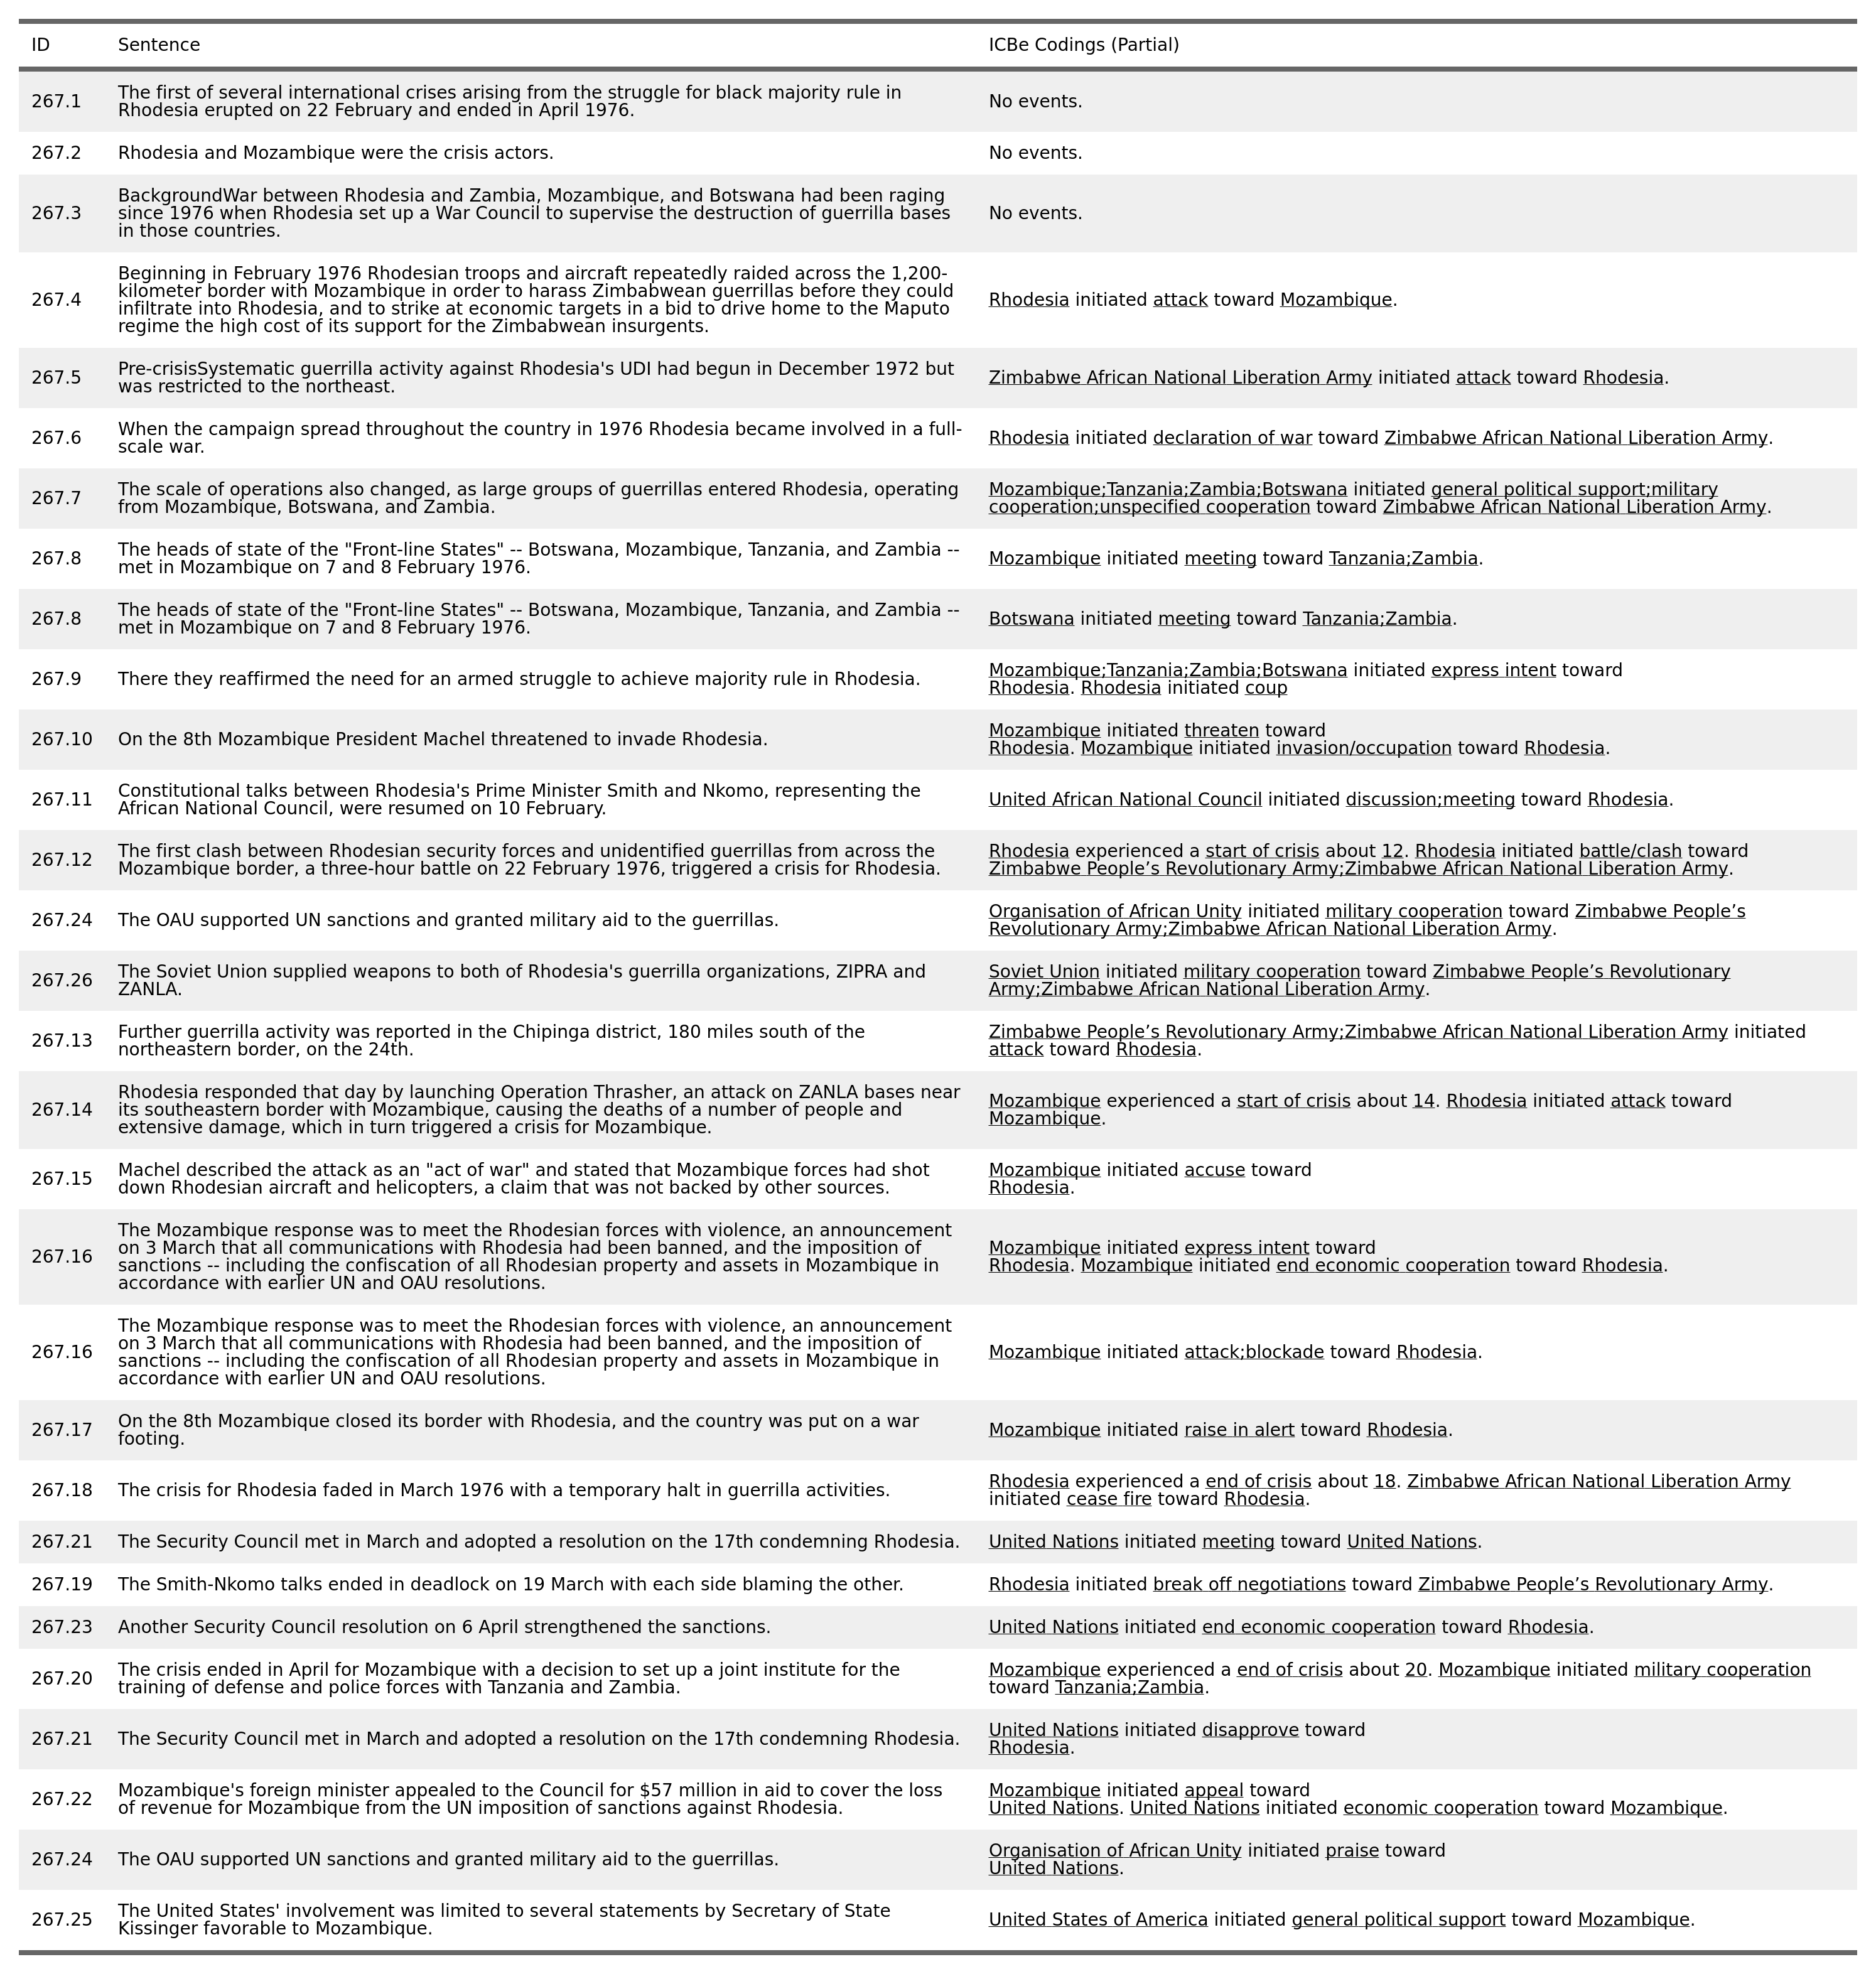 ID Sentence ICBe Codings (Partial)
267.1 The first of several international crises arising from the struggle for black majority rule in
Rhodesia erupted on 22 February and ended in April 1976. No events.
267.2 Rhodesia and Mozambique were the crisis actors. No events.
267.3 BackgroundWar between Rhodesia and Zambia, Mozambique, and Botswana had been raging
since 1976 when Rhodesia set up a War Council to supervise the destruction of guerrilla bases
in those countries. No events.
267.4 Beginning in February 1976 Rhodesian troops and aircraft repeatedly raided across the 1,200-
kilometer border with Mozambique in order to harass Zimbabwean guerrillas before they could
infiltrate into Rhodesia, and to strike at economic targets in a bid to drive home to the Maputo
regime the high cost of its support for the Zimbabwean insurgents. Rhodesia initiated attack toward Mozambique.
267.5 Pre-crisisSystematic guerrilla activity against Rhodesia's UDI had begun in December 1972 but
was restricted to the northeast. Zimbabwe African National Liberation Army initiated attack toward Rhodesia.
267.6 When the campaign spread throughout the country in 1976 Rhodesia became involved in a full-
scale war. Rhodesia initiated declaration of war toward Zimbabwe African National Liberation Army.
267.7 The scale of operations also changed, as large groups of guerrillas entered Rhodesia, operating
from Mozambique, Botswana, and Zambia. Mozambique;Tanzania;Zambia;Botswana initiated general political support;military
cooperation;unspecified cooperation toward Zimbabwe African National Liberation Army.
267.8 The heads of state of the "Front-line States" -- Botswana, Mozambique, Tanzania, and Zambia --
met in Mozambique on 7 and 8 February 1976. Mozambique initiated meeting toward Tanzania;Zambia.
267.8 The heads of state of the "Front-line States" -- Botswana, Mozambique, Tanzania, and Zambia --
met in Mozambique on 7 and 8 February 1976. Botswana initiated meeting toward Tanzania;Zambia.
267.9 There they reaffirmed the need for an armed struggle to achieve majority rule in Rhodesia. Mozambique;Tanzania;Zambia;Botswana initiated express intent toward
Rhodesia. Rhodesia initiated coup
267.10 On the 8th Mozambique President Machel threatened to invade Rhodesia. Mozambique initiated threaten toward
Rhodesia. Mozambique initiated invasion/occupation toward Rhodesia.
267.11 Constitutional talks between Rhodesia's Prime Minister Smith and Nkomo, representing the
African National Council, were resumed on 10 February. United African National Council initiated discussion;meeting toward Rhodesia.
267.12 The first clash between Rhodesian security forces and unidentified guerrillas from across the
Mozambique border, a three-hour battle on 22 February 1976, triggered a crisis for Rhodesia. Rhodesia experienced a start of crisis about 12. Rhodesia initiated battle/clash toward
Zimbabwe People’s Revolutionary Army;Zimbabwe African National Liberation Army.
267.24 The OAU supported UN sanctions and granted military aid to the guerrillas. Organisation of African Unity initiated military cooperation toward Zimbabwe People’s
Revolutionary Army;Zimbabwe African National Liberation Army.
267.26 The Soviet Union supplied weapons to both of Rhodesia's guerrilla organizations, ZIPRA and
ZANLA. Soviet Union initiated military cooperation toward Zimbabwe People’s Revolutionary
Army;Zimbabwe African National Liberation Army.
267.13 Further guerrilla activity was reported in the Chipinga district, 180 miles south of the
northeastern border, on the 24th. Zimbabwe People’s Revolutionary Army;Zimbabwe African National Liberation Army initiated
attack toward Rhodesia.
267.14 Rhodesia responded that day by launching Operation Thrasher, an attack on ZANLA bases near
its southeastern border with Mozambique, causing the deaths of a number of people and
extensive damage, which in turn triggered a crisis for Mozambique. Mozambique experienced a start of crisis about 14. Rhodesia initiated attack toward
Mozambique.
267.15 Machel described the attack as an "act of war" and stated that Mozambique forces had shot
down Rhodesian aircraft and helicopters, a claim that was not backed by other sources. Mozambique initiated accuse toward
Rhodesia.
267.16 The Mozambique response was to meet the Rhodesian forces with violence, an announcement
on 3 March that all communications with Rhodesia had been banned, and the imposition of
sanctions -- including the confiscation of all Rhodesian property and assets in Mozambique in
accordance with earlier UN and OAU resolutions. Mozambique initiated express intent toward
Rhodesia. Mozambique initiated end economic cooperation toward Rhodesia.
267.16 The Mozambique response was to meet the Rhodesian forces with violence, an announcement
on 3 March that all communications with Rhodesia had been banned, and the imposition of
sanctions -- including the confiscation of all Rhodesian property and assets in Mozambique in
accordance with earlier UN and OAU resolutions. Mozambique initiated attack;blockade toward Rhodesia.
267.17 On the 8th Mozambique closed its border with Rhodesia, and the country was put on a war
footing. Mozambique initiated raise in alert toward Rhodesia.
267.18 The crisis for Rhodesia faded in March 1976 with a temporary halt in guerrilla activities. Rhodesia experienced a end of crisis about 18. Zimbabwe African National Liberation Army
initiated cease fire toward Rhodesia.
267.21 The Security Council met in March and adopted a resolution on the 17th condemning Rhodesia. United Nations initiated meeting toward United Nations.
267.19 The Smith-Nkomo talks ended in deadlock on 19 March with each side blaming the other. Rhodesia initiated break off negotiations toward Zimbabwe People’s Revolutionary Army.
267.23 Another Security Council resolution on 6 April strengthened the sanctions. United Nations initiated end economic cooperation toward Rhodesia.
267.20 The crisis ended in April for Mozambique with a decision to set up a joint institute for the
training of defense and police forces with Tanzania and Zambia. Mozambique experienced a end of crisis about 20. Mozambique initiated military cooperation
toward Tanzania;Zambia.
267.21 The Security Council met in March and adopted a resolution on the 17th condemning Rhodesia. United Nations initiated disapprove toward
Rhodesia.
267.22 Mozambique's foreign minister appealed to the Council for $57 million in aid to cover the loss
of revenue for Mozambique from the UN imposition of sanctions against Rhodesia. Mozambique initiated appeal toward
United Nations. United Nations initiated economic cooperation toward Mozambique.
267.24 The OAU supported UN sanctions and granted military aid to the guerrillas. Organisation of African Unity initiated praise toward
United Nations.
267.25 The United States' involvement was limited to several statements by Secretary of State
Kissinger favorable to Mozambique. United States of America initiated general political support toward Mozambique.